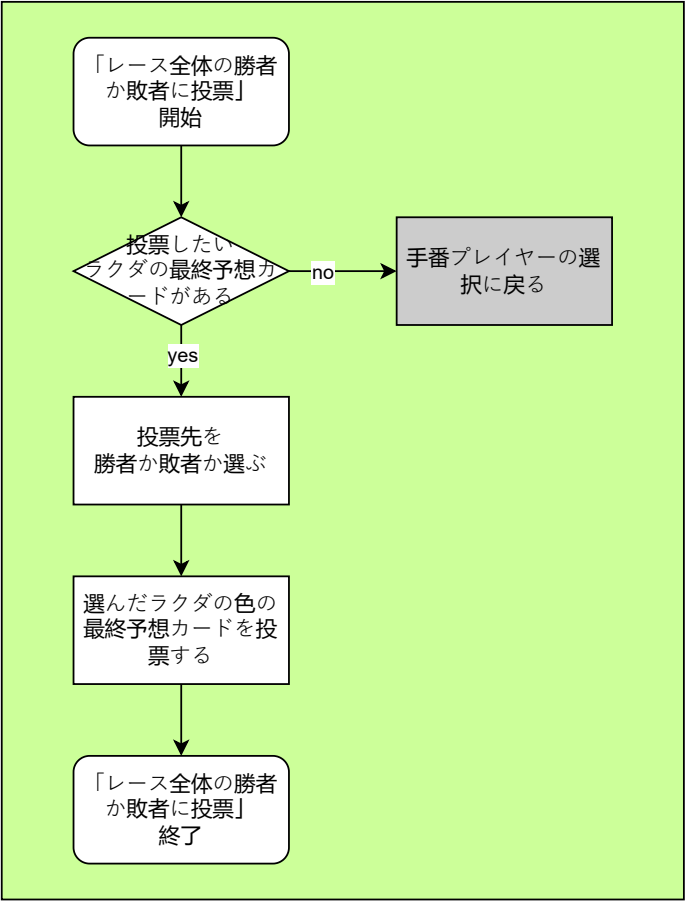 「レース全体の勝者
か敗者に投票」
開始
投票したい
ラクダの最終予想カ
ードがある
no
手番プレイヤーの選
択に戻る
yes
投票先を
勝者か敗者か選ぶ
選んだラクダの色の
最終予想カードを投
票する
「レース全体の勝者
か敗者に投票」
終了